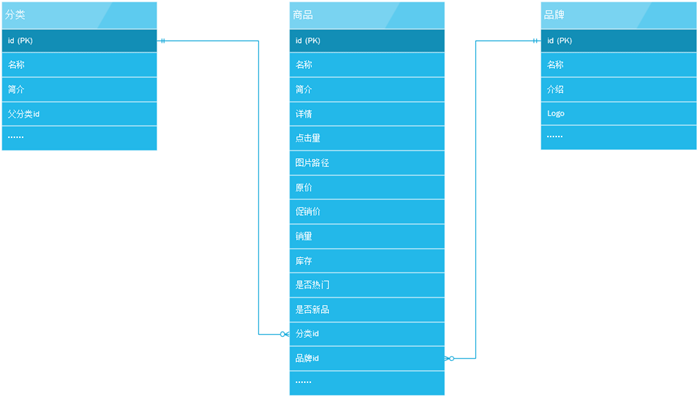 分类
id (PK)
名称
简介
父分类id
······
商品
id (PK)
名称
简介
详情
点击量
图片路径
原价
促销价
销量
库存
是否热门
是否新品
分类id
品牌id
······
品牌
id (PK)
名称
介绍
Logo
······